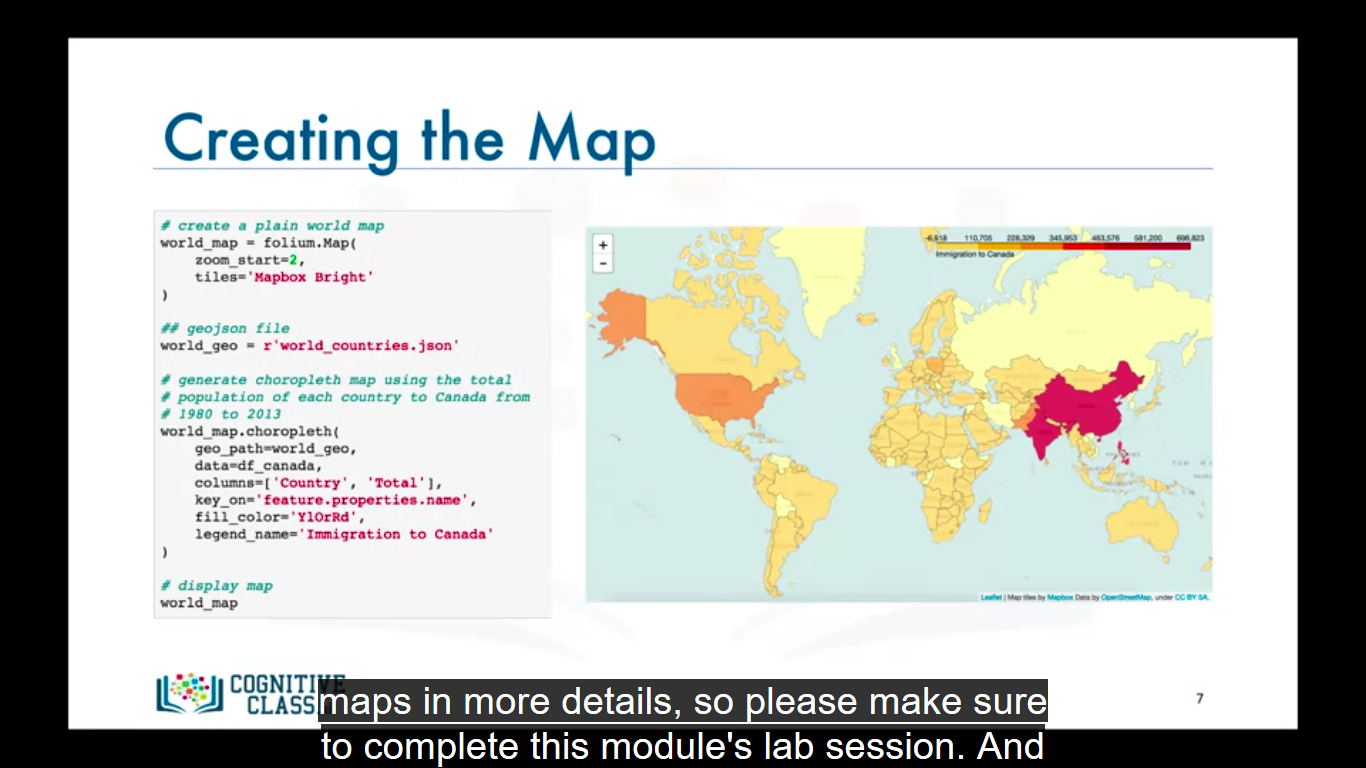 Creating the Map
# create a plain world map
world_map = folium.Map(
zoom_start=2,
tiles='Mapbox Bright'
)
## geojson file
world_geo = r'world_countries.json'
# generate choropleth map using the total
# population of each country to Canada from
# 1980 to 2013
world_map.choropleth(
geo_path=world_geo,
data=df_canada,
columns=['Country', 'Total'],
key_on='feature.properties.name',
fill_color='YlOrRd',
legend_name='Immigration to Canada'
)
# display map
world_map
+
-
-6,918 110,705 228,329 345,953 463,576 581,200 698,823
Immigration to Canada
Leaflet | Map tiles by Mapbox Data by OpenStreetMap, under CC BY SA.
COGNITIVE
CLASS
7
maps in more details, so please make sure
to complete this module's lab session. And